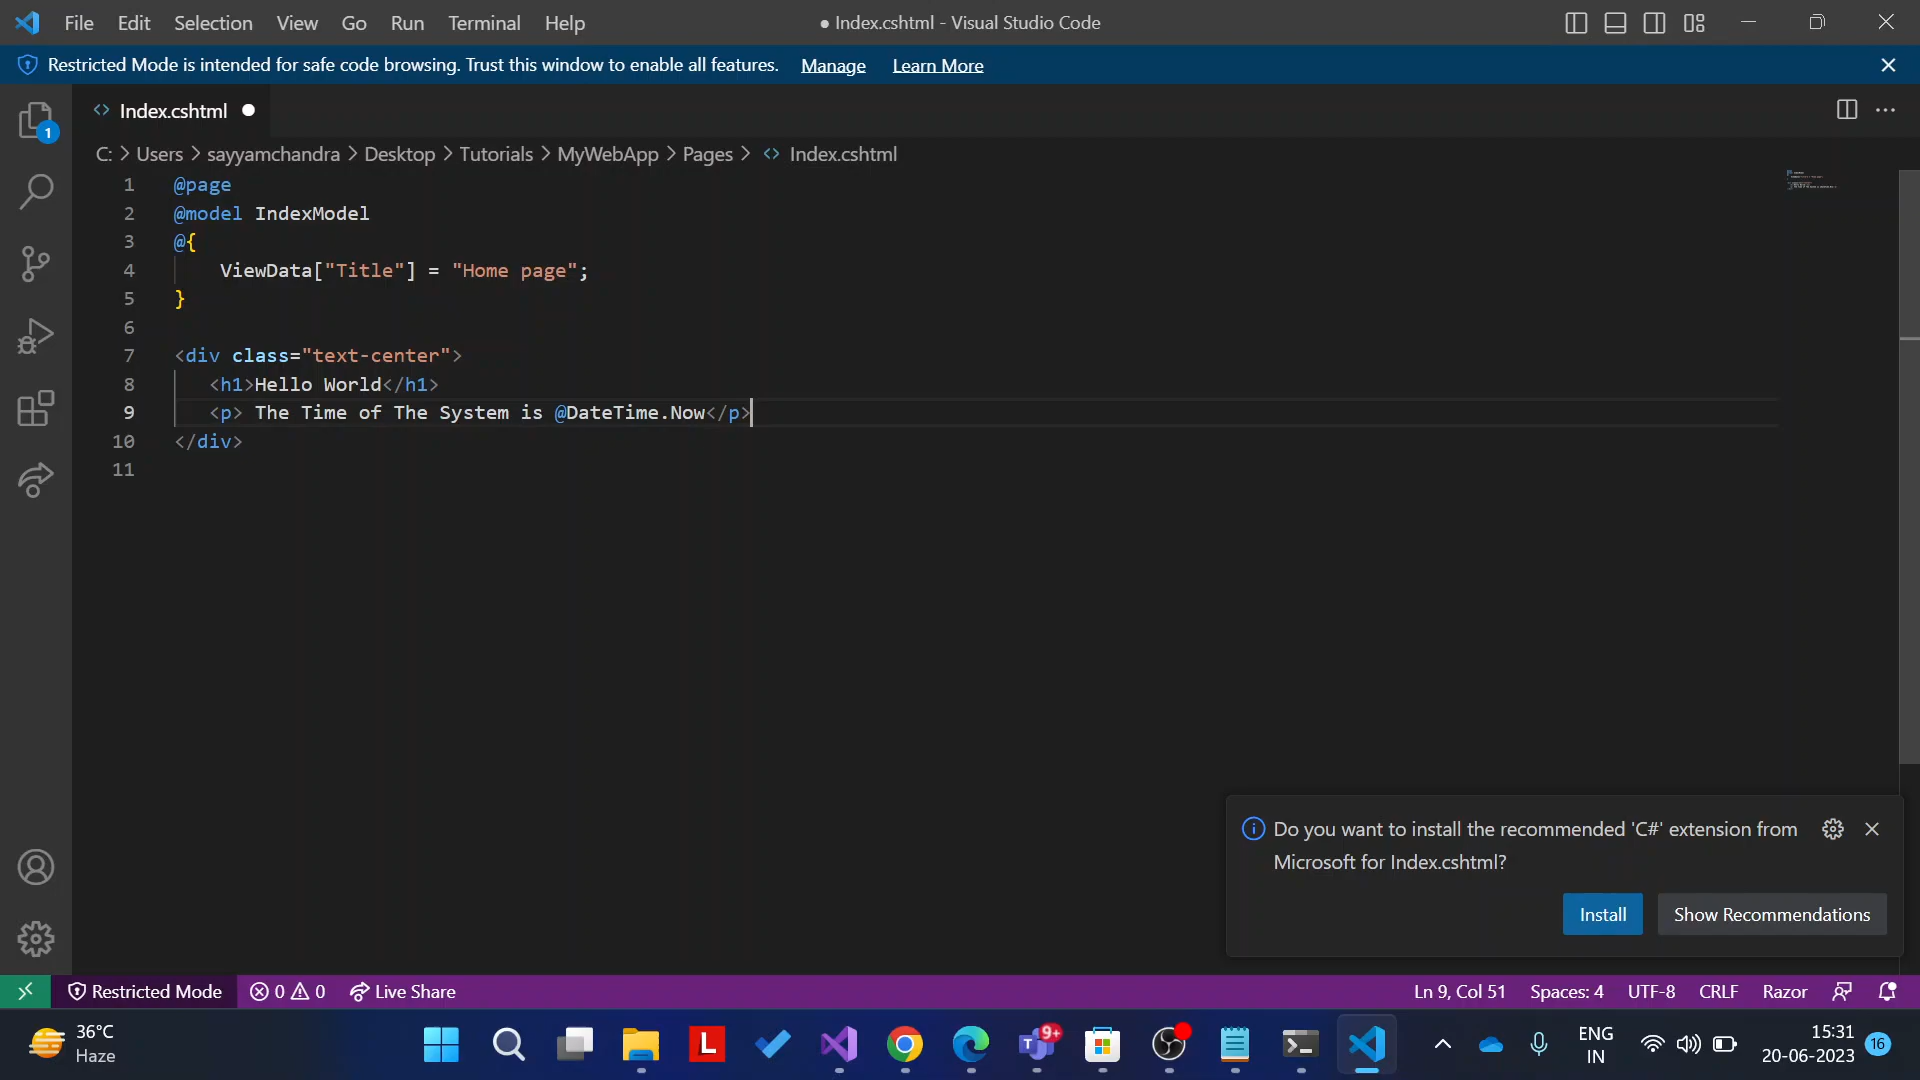 File Edit Selection View Go Run Terminal Help
● Index.cshtml - Visual Studio Code
Restricted Mode is intended for safe code browsing. Trust this window to enable all features. Manage Learn More
Index.cshtml
C: > Users > sayyamchandra > Desktop > Tutorials > MyWebApp > Pages > Index.cshtml
1 @page
2 @model IndexModel
3 @{
4     ViewData["Title"] = "Home page";
5 }
6
7 <div class="text-center">
8    <h1>Hello World</h1>
9    <p> The Time of The System is @DateTime.Now</p>
10 </div>
11
1
Do you want to install the recommended 'C#' extension from
Microsoft for Index.cshtml?
Install Show Recommendations
Restricted Mode 0 0 Live Share Ln 9, Col 51 Spaces: 4 UTF-8 CRLF Razor
36°C
Haze
L
T
9+
ENG
IN
15:31
20-06-2023
16